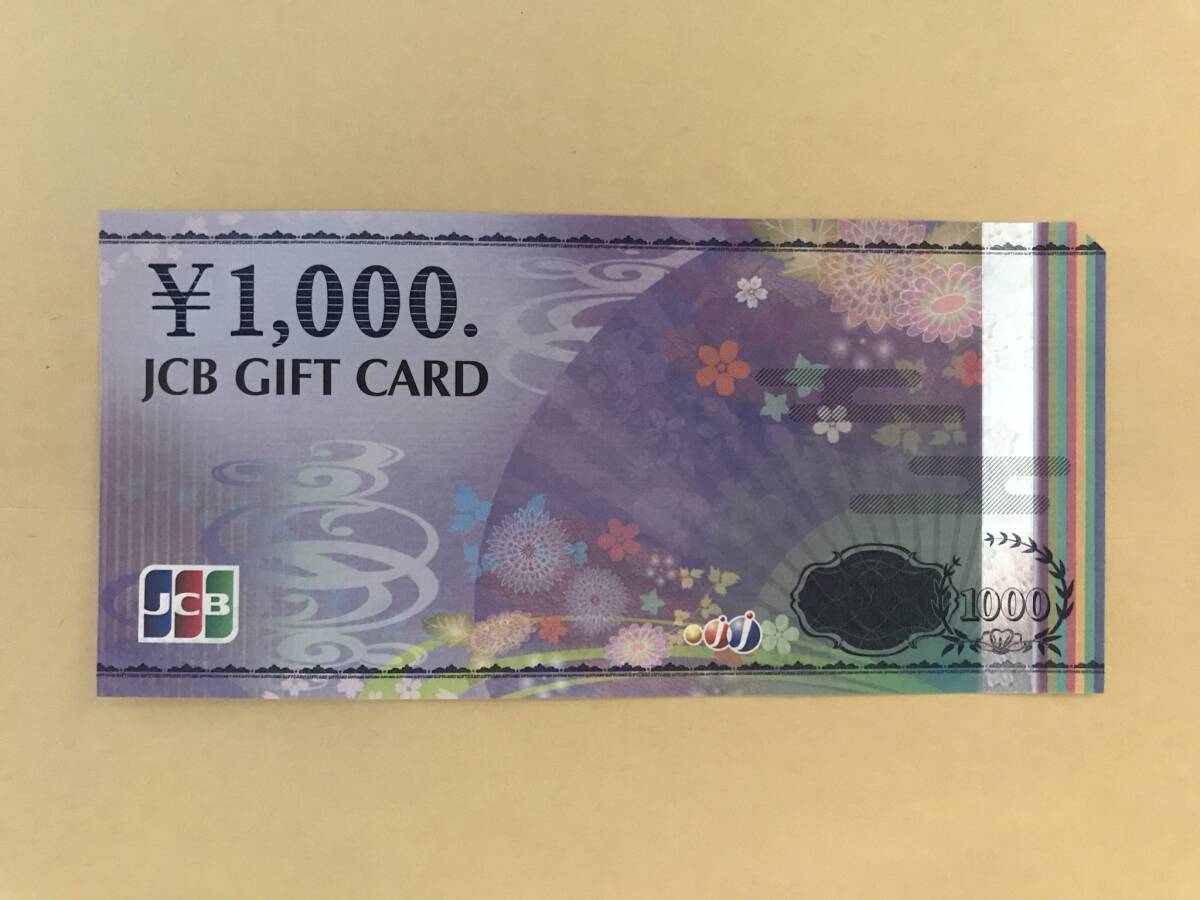 ¥1,000.
JCB GIFT CARD
JCB
1000